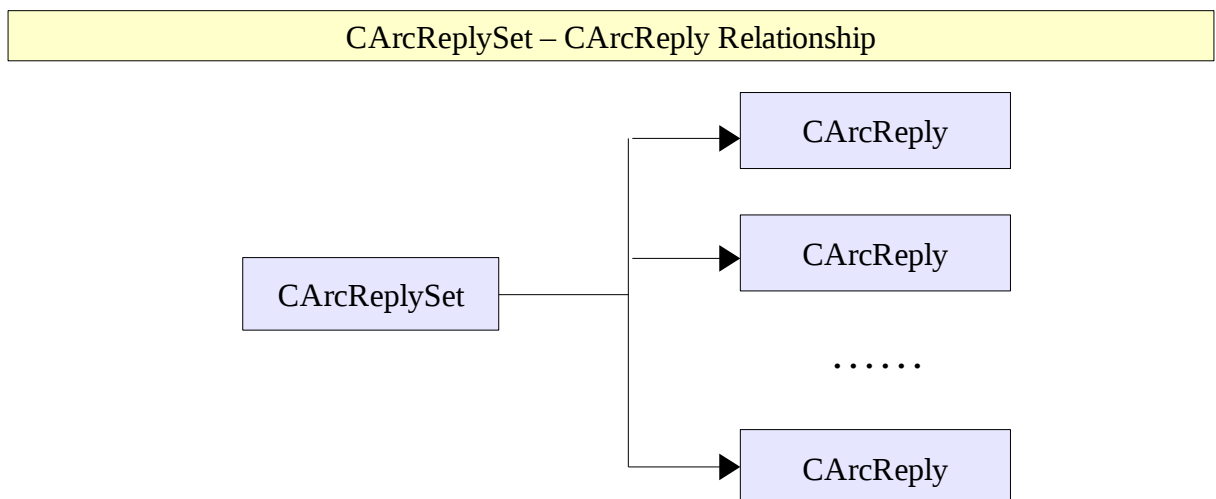 CArcReplySet – CArcReply Relationship
CArcReply
CArcReply
CArcReplySet
......
CArcReply